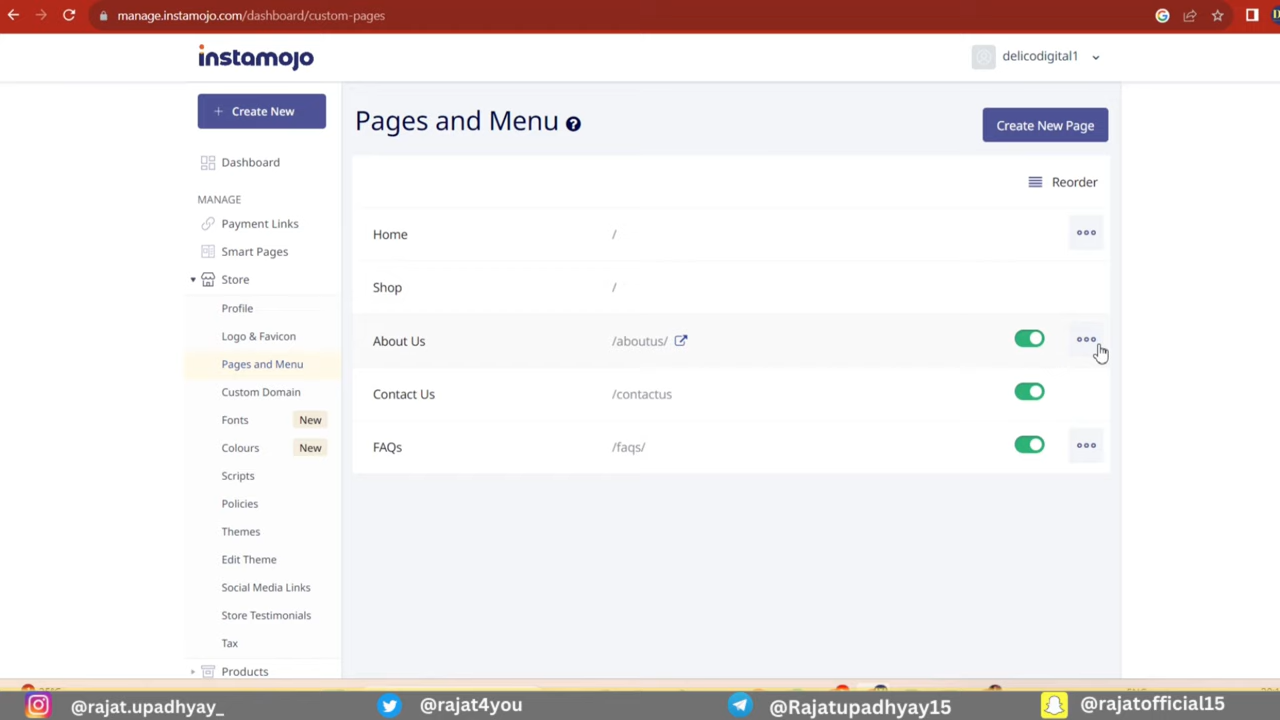 manage.instamojo.com/dashboard/custom-pages
instamojo
delicodigital1
+ Create New
Pages and Menu ?
Create New Page
Dashboard
Reorder
MANAGE
Payment Links
Home /
Smart Pages
Store
Shop /
Profile
Logo & Favicon
About Us /aboutus/
Pages and Menu
Custom Domain
Contact Us /contactus
Fonts New
Colours New
FAQs /faqs/
Scripts
Policies
Themes
Edit Theme
Social Media Links
Store Testimonials
Tax
Products
@rajat.upadhyay_
@rajat4you
@Rajatupadhyay15
@rajatofficial15